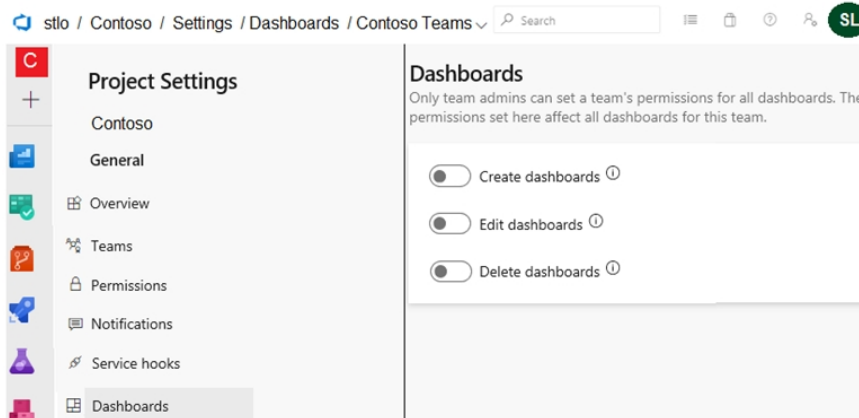 stlo / Contoso / Settings / Dashboards / Contoso Teams
Search
SL
C
Project Settings
Contoso
General
Overview
Teams
Permissions
Notifications
Service hooks
Dashboards
Dashboards
Only team admins can set a team's permissions for all dashboards. The
permissions set here affect all dashboards for this team.
Create dashboards
Edit dashboards
Delete dashboards